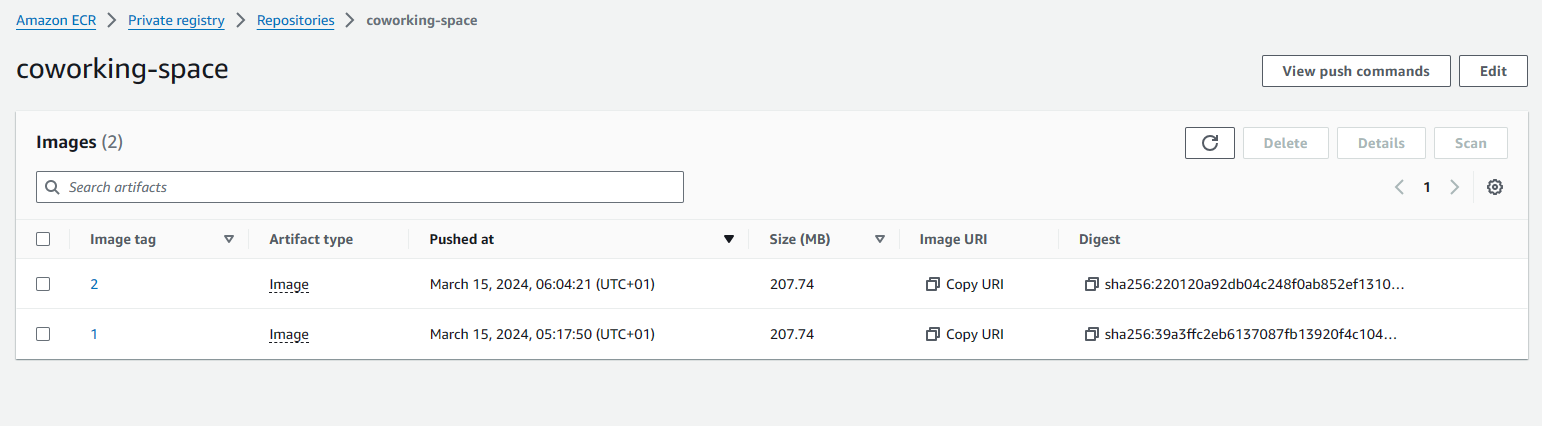 Amazon ECR > Private registry > Repositories > coworking-space
coworking-space
View push commands Edit
Images (2)
Delete Details Scan
Search artifacts
1
Image tag Artifact type Pushed at Size (MB) Image URI Digest
2 Image March 15, 2024, 06:04:21 (UTC+01) 207.74 Copy URI sha256:220120a92db04c248f0ab852ef1310...
1 Image March 15, 2024, 05:17:50 (UTC+01) 207.74 Copy URI sha256:39a3ffc2eb6137087fb13920f4c104...